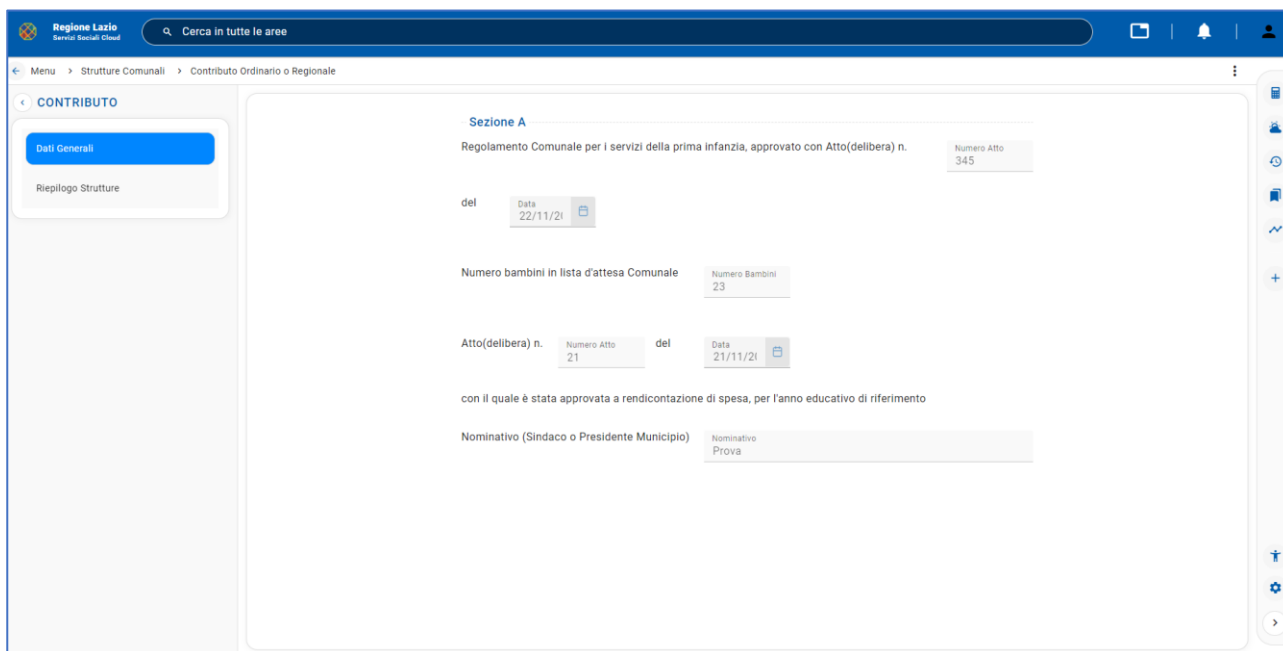 Regione Lazio
Servizi Sociali Cloud
Cerca in tutte le aree
Menu > Strutture Comunali > Contributo Ordinario o Regionale
CONTRIBUTO
Dati Generali
Riepilogo Strutture
Sezione A
Regolamento Comunale per i servizi della prima infanzia, approvato con Atto(delibera) n.
Numero Atto
345
del
Data
22/11/2
Numero bambini in lista d'attesa Comunale
Numero Bambini
23
Atto(delibera) n.
Numero Atto
21
del
Data
21/11/2
con il quale è stata approvata a rendicontazione di spesa, per l'anno educativo di riferimento
Nominativo (Sindaco o Presidente Municipio)
Nominativo
Prova